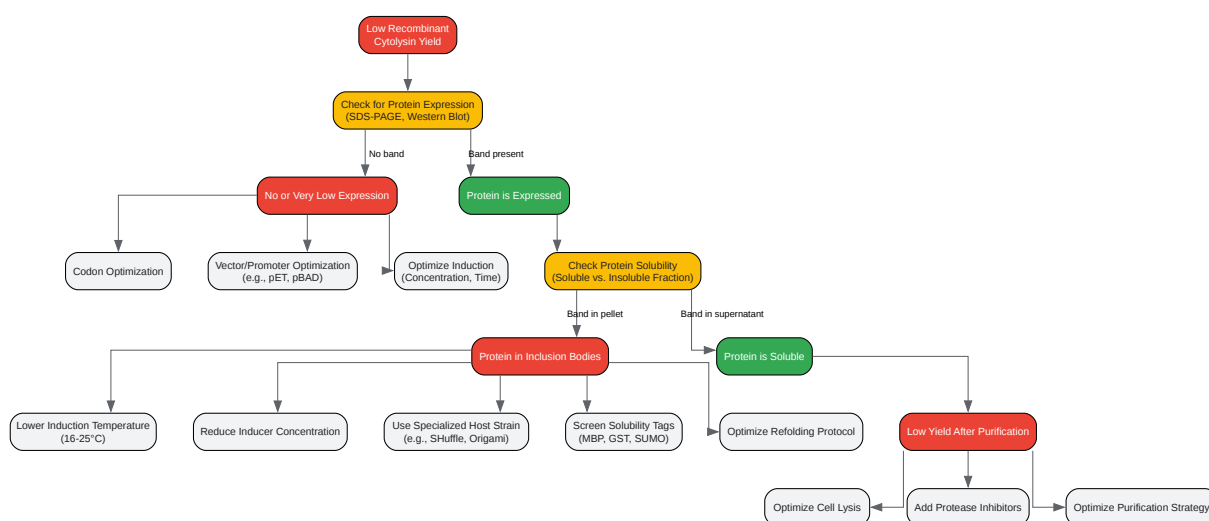 Low Recombinant
Cytolysin Yield
Check for Protein Expression
(SDS-PAGE, Western Blot)
No band
Band present
No or Very Low Expression
Protein is Expressed
Codon Optimization
Vector/Promoter Optimization
(e.g., pET, pBAD)
Optimize Induction
(Concentration, Time)
Check Protein Solubility
(Soluble vs. Insoluble Fraction)
Band in pellet
Band in supernatant
Protein in Inclusion Bodies
Protein is Soluble
Lower Induction Temperature
(16-25°C)
Reduce Inducer Concentration
Use Specialized Host Strain
(e.g., SHuffle, Origami)
Screen Solubility Tags
(MBP, GST, SUMO)
Optimize Refolding Protocol
Low Yield After Purification
Optimize Cell Lysis
Add Protease Inhibitors
Optimize Purification Strategy